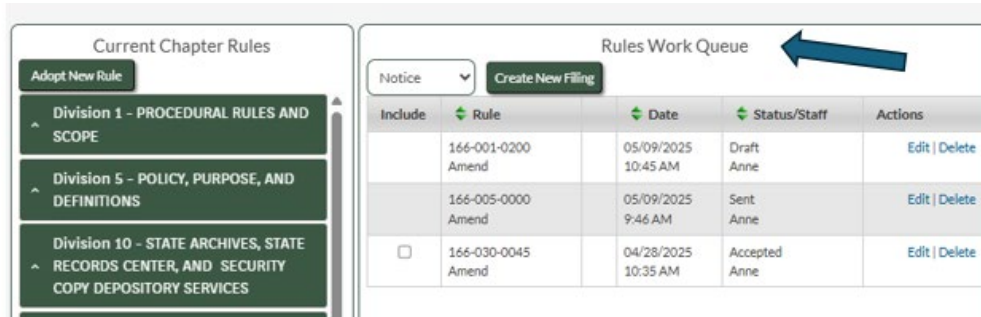 Current Chapter Rules
Adopt New Rule
Division 1 - PROCEDURAL RULES AND
SCOPE
Division 5 - POLICY, PURPOSE, AND
DEFINITIONS
Division 10 - STATE ARCHIVES, STATE
RECORDS CENTER, AND SECURITY
COPY DEPOSITORY SERVICES
Rules Work Queue
Notice Create New Filing
Include Rule Date Status/Staff Actions
166-001-0200 05/09/2025 Draft Edit | Delete
Amend 10:45 AM Anne
166-005-0000 05/09/2025 Sent Edit | Delete
Amend 9:46 AM Anne
166-030-0045 04/28/2025 Accepted Edit | Delete
Amend 10:35 AM Anne